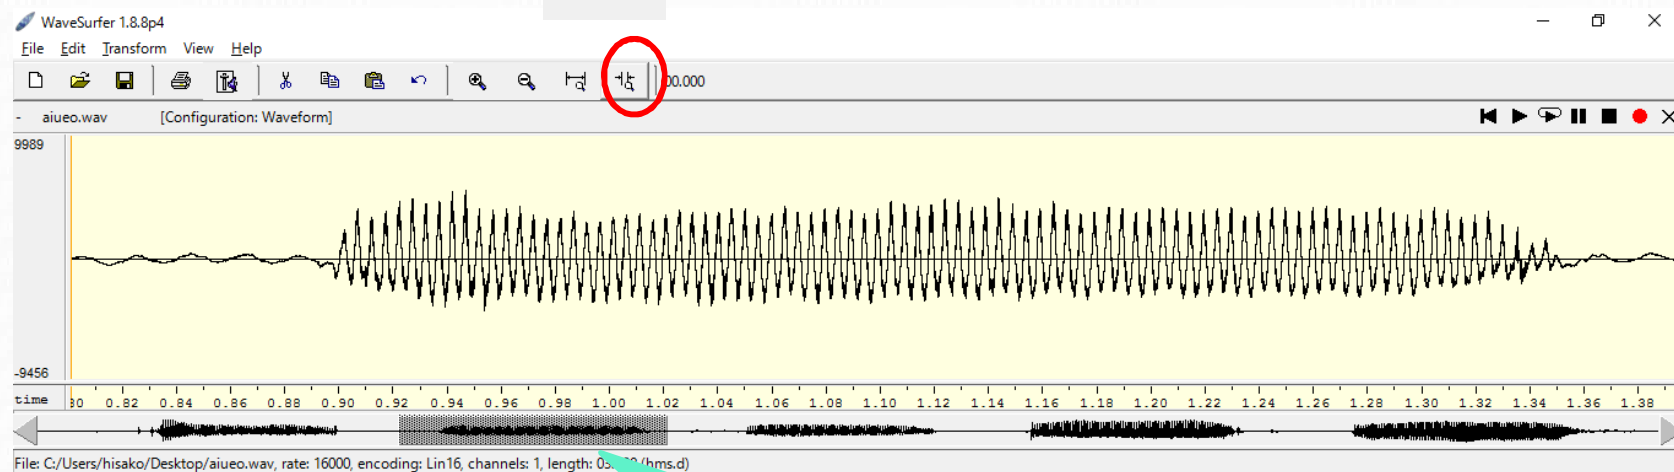 WaveSurfer 1.8.8p4
File Edit Transform View Help
00.000
- aiueo.wav [Configuration: Waveform]
9989
-9456
time 80 0.82 0.84 0.86 0.88 0.90 0.92 0.94 0.96 0.98 1.00 1.02 1.04 1.06 1.08 1.10 1.12 1.14 1.16 1.18 1.20 1.22 1.24 1.26 1.28 1.30 1.32 1.34 1.36 1.38
File: C:/Users/hisako/Desktop/aiueo.wav, rate: 16000, encoding: Lin16, channels: 1, length: (hms.d)